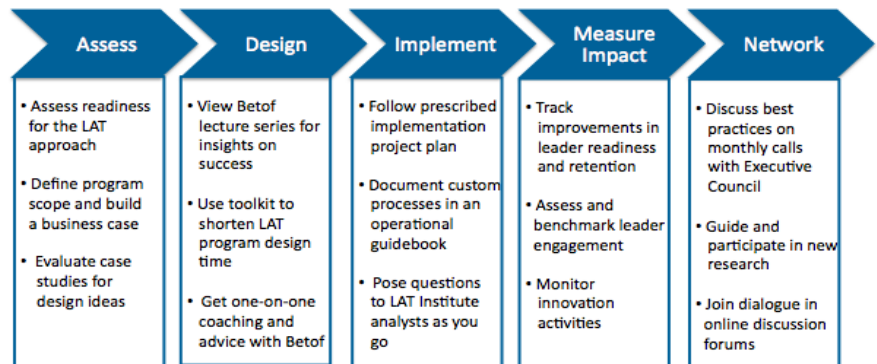 Assess
Design
Implement
Measure
Impact
Network
• Assess readiness
for the LAT
approach
• Define program
scope and build
a business case
• Evaluate case
studies for
design ideas
• View Betof
lecture series for
insights on
success
• Use toolkit to
shorten LAT
program design
time
• Get one-on-one
coaching and
advice with Betof
• Follow prescribed
implementation
project plan
• Document custom
processes in an
operational
guidebook
• Pose questions
to LAT Institute
analysts as you
go
• Track
improvements in
leader readiness
and retention
• Assess and
benchmark leader
engagement
• Monitor
innovation
activities
• Discuss best
practices on
monthly calls
with Executive
Council
• Guide and
participate in new
research
• Join dialogue in
online discussion
forums